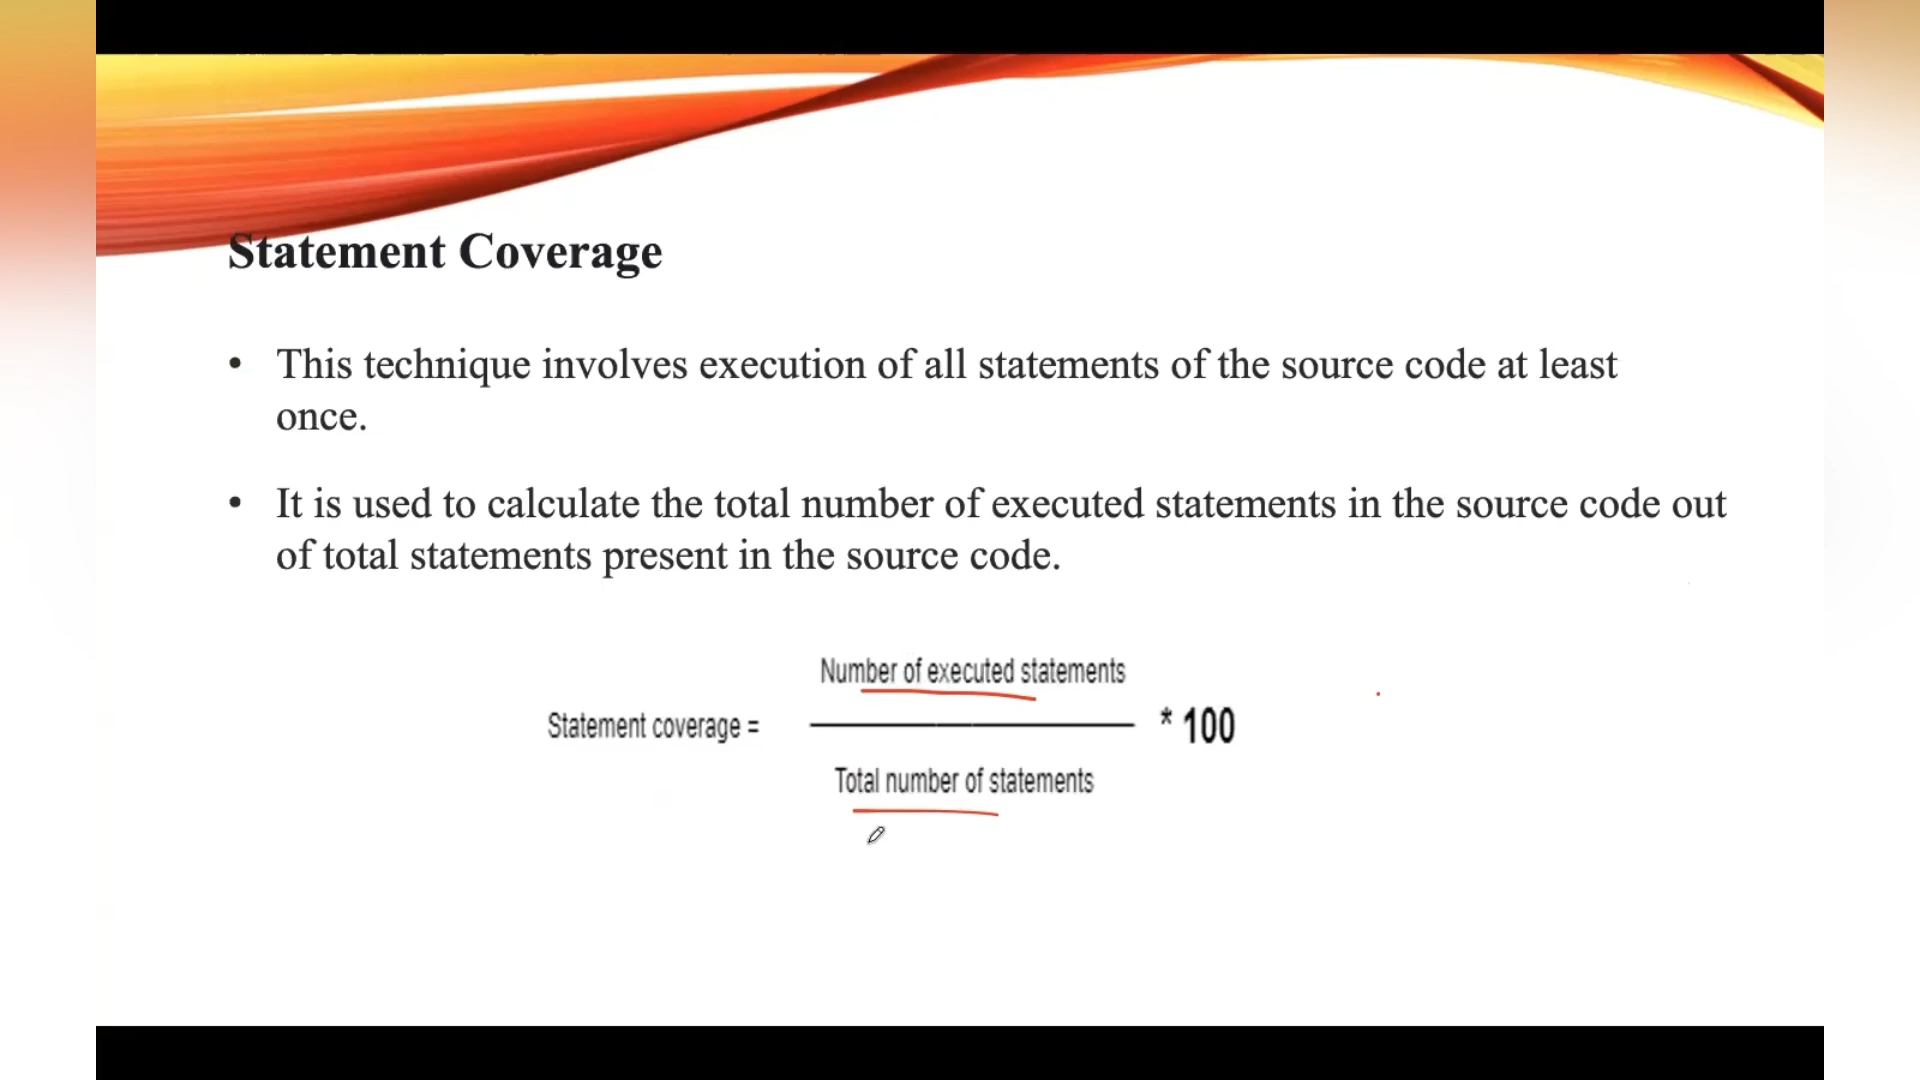 Statement Coverage
• This technique involves execution of all statements of the source code at least
once.
• It is used to calculate the total number of executed statements in the source code out
of total statements present in the source code.
Number of executed statements
Statement coverage = * 100
Total number of statements